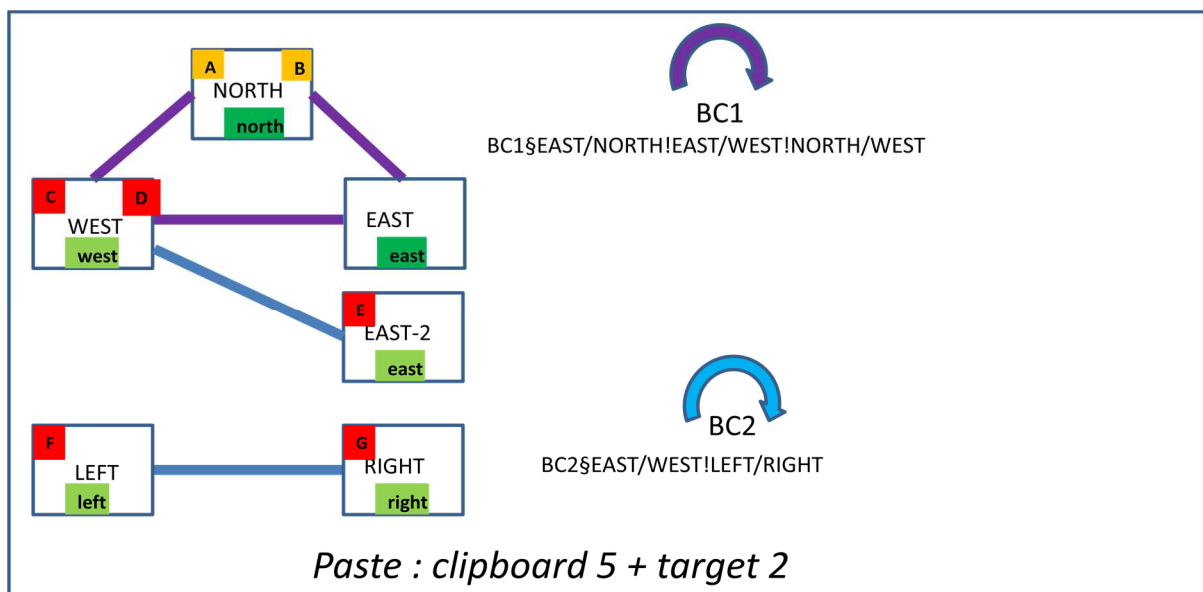 A
B
NORTH
north
BC1
BC1§EAST/NORTH!EAST/WEST!NORTH/WEST
C
D
WEST
west
EAST
east
E
EAST-2
east
BC2
BC2§EAST/WEST!LEFT/RIGHT
F
LEFT
left
G
RIGHT
right
Paste : clipboard 5 + target 2